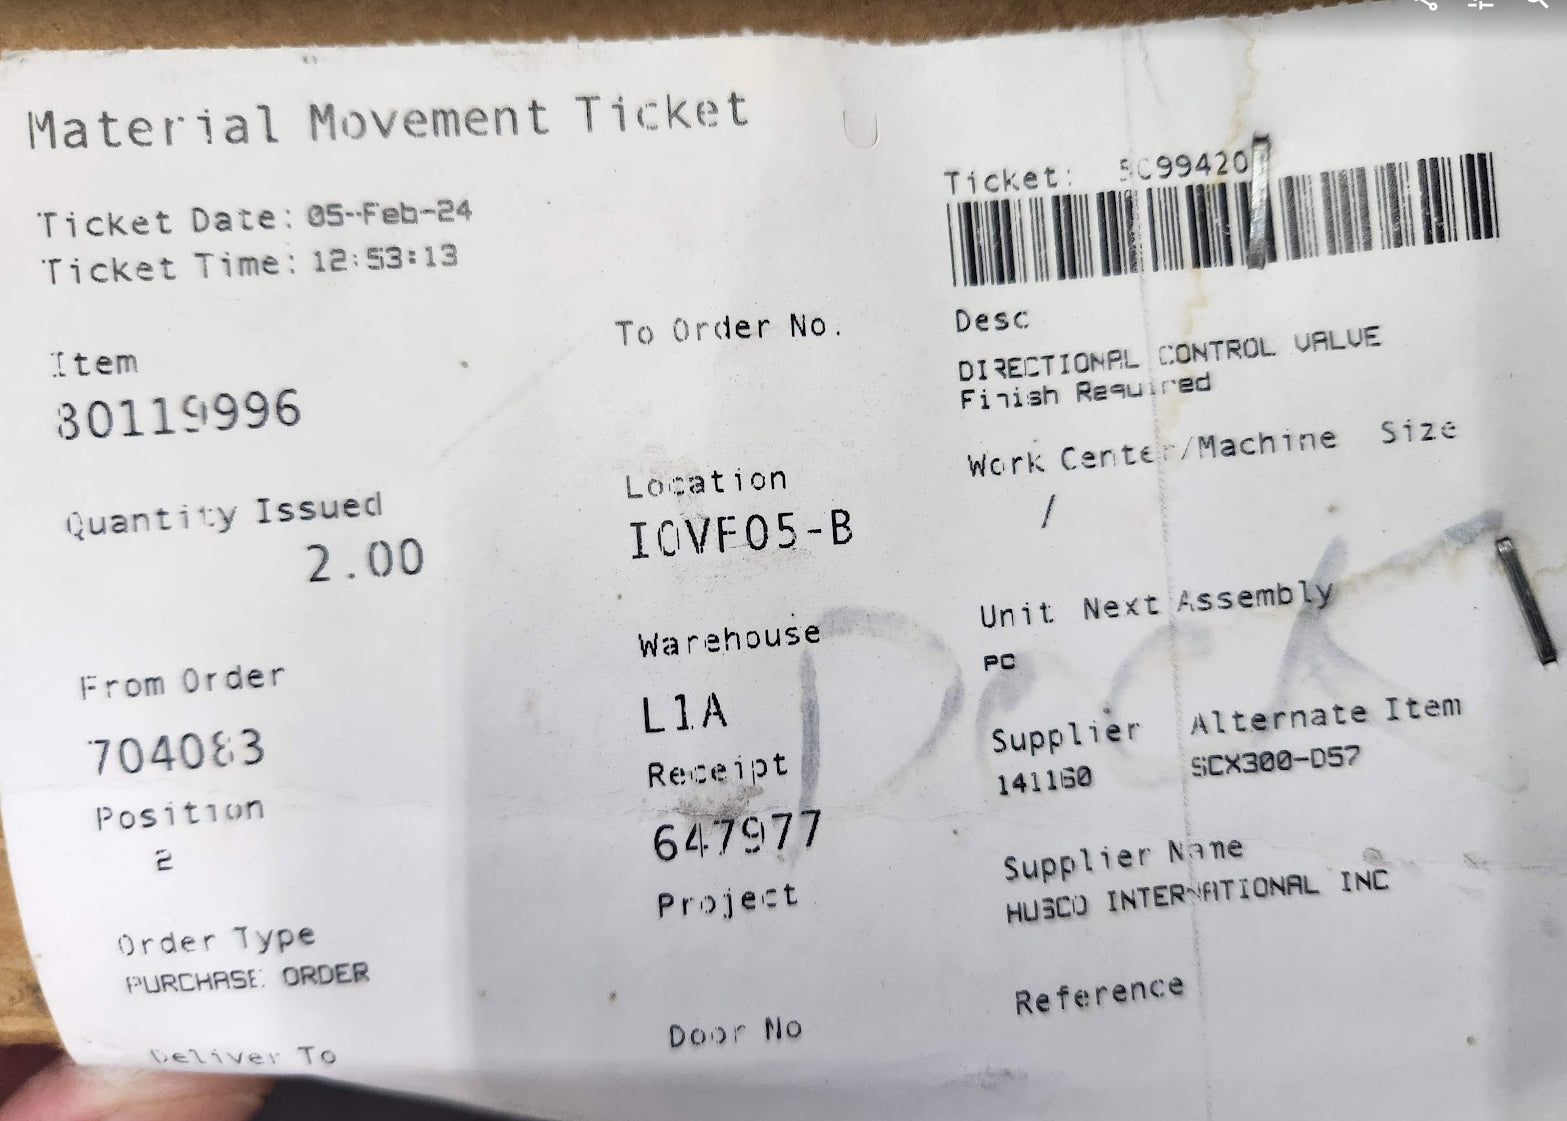 Material Movement Ticket
Ticket Date: 05-Feb-24
Ticket Time: 12:53:13
Ticket:
Item
30119996
To Order No.
Desc
DIRECTIONAL CONTROL VALVE
Finish Required
Quantity Issued
2.00
Location
IOVF05-B
Work Center/Machine Size
/
From Order
704083
Warehouse
L1A
Unit Next Assembly
PC
Position
2
Receipt
647977
Supplier Alternate Item
141160 SCX300-D57
Order Type
PURCHASE ORDER
Project
Supplier Name
HUSCO INTERNATIONAL INC
Deliver To
Door No
Reference
Dock